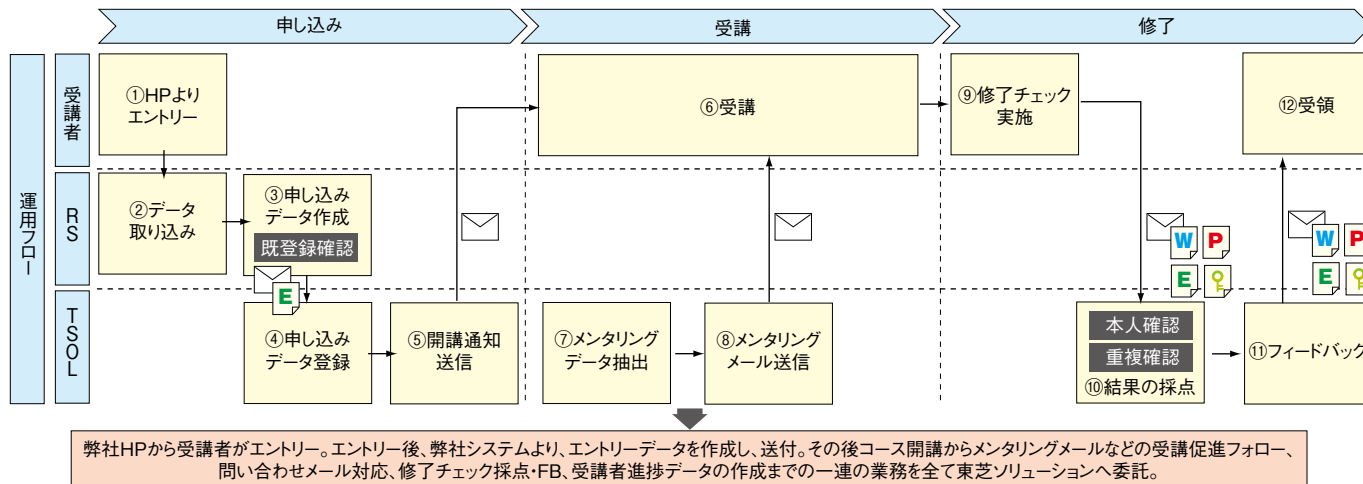 申し込み
受講
修了
運用フロー
受講者
RS
TSOL
①HPより
エントリー
②データ
取り込み
③申し込み
データ作成
既登録確認
E
④申し込み
データ登録
⑤開講通知
送信
⑥受講
⑦メンタリング
データ抽出
⑧メンタリング
メール送信
⑨修了チェック
実施
W P
E
本人確認
重複確認
⑩結果の採点
⑪フィードバック
W P
E
⑫受領
弊社HPから受講者がエントリー。エントリー後、弊社システムより、エントリーデータを作成し、送付。その後コース開講からメンタリングメールなどの受講促進フォロー、
問い合わせメール対応、修了チェック採点・FB、受講者進捗データの作成までの一連の業務を全て東芝ソリューションへ委託。